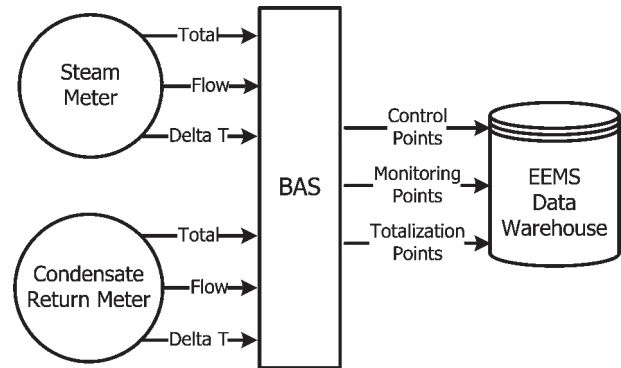 Steam
Meter
Total
Flow
Delta T
Condensate
Return Meter
Total
Flow
Delta T
BAS
Control
Points
Monitoring
Points
Totalization
Points
EEMS
Data
Warehouse